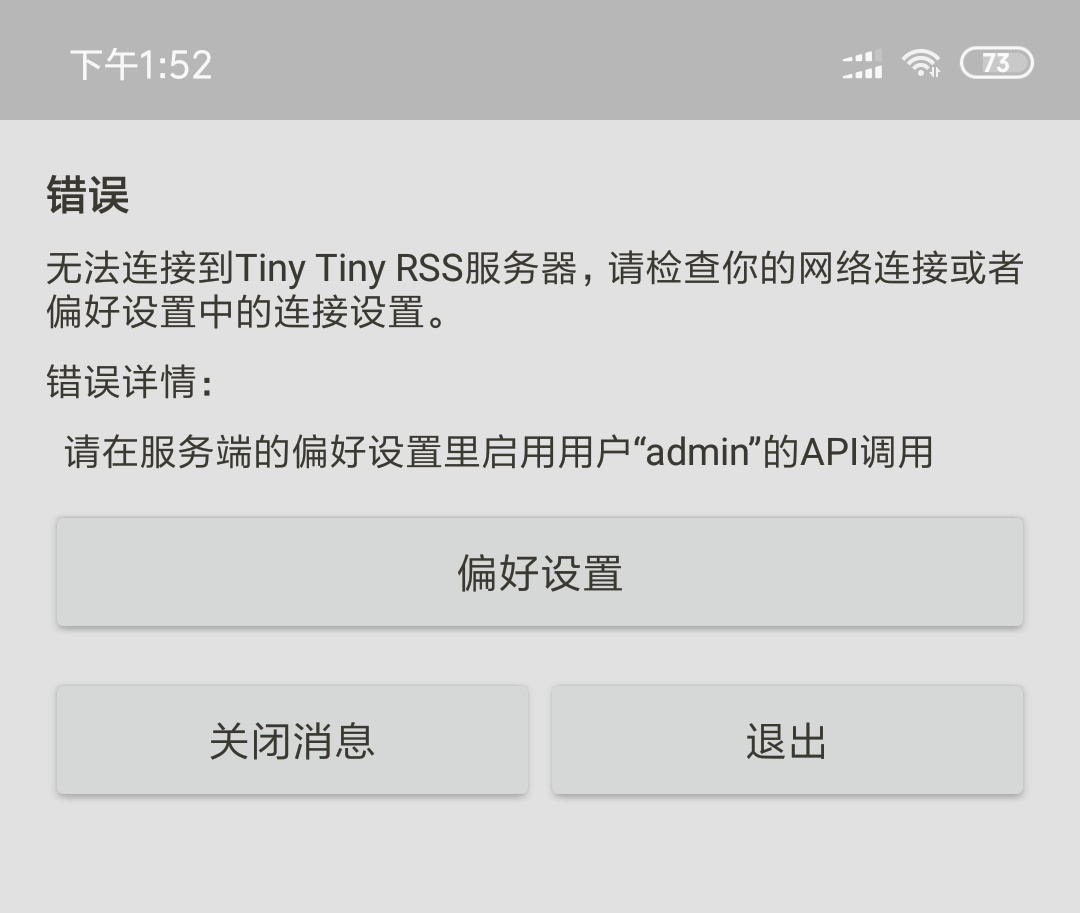 下午1:52
73
错误
无法连接到Tiny Tiny RSS服务器，请检查你的网络连接或者
偏好设置中的连接设置。
错误详情：
请在服务端的偏好设置里启用用户“admin”的API调用
偏好设置
关闭消息
退出